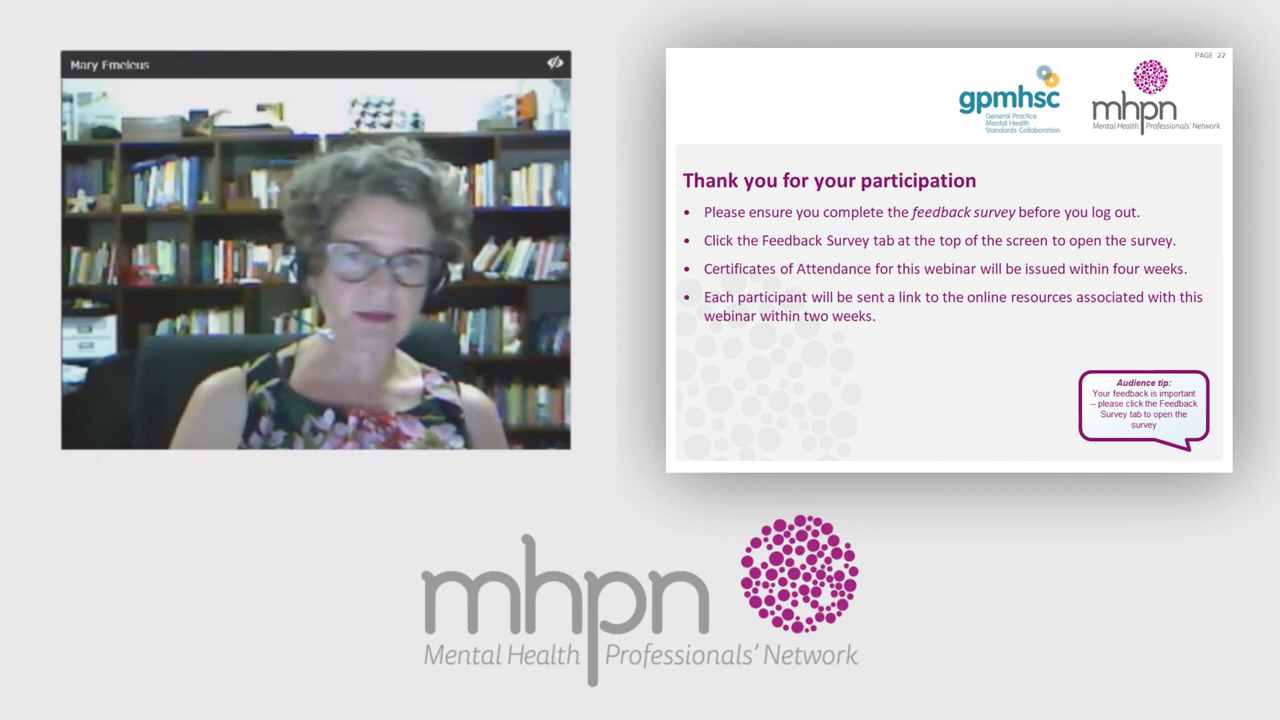 Mary Emeleus
PAGE 22
gpmhsc
General Practice
Mental Health
Standards Collaboration
mhpn
Mental Health Professionals' Network
Thank you for your participation
• Please ensure you complete the feedback survey before you log out.
• Click the Feedback Survey tab at the top of the screen to open the survey.
• Certificates of Attendance for this webinar will be issued within four weeks.
• Each participant will be sent a link to the online resources associated with this
webinar within two weeks.
Audience tip:
Your feedback is important
– please click the Feedback
Survey tab to open the
survey
mhpn
Mental Health Professionals' Network